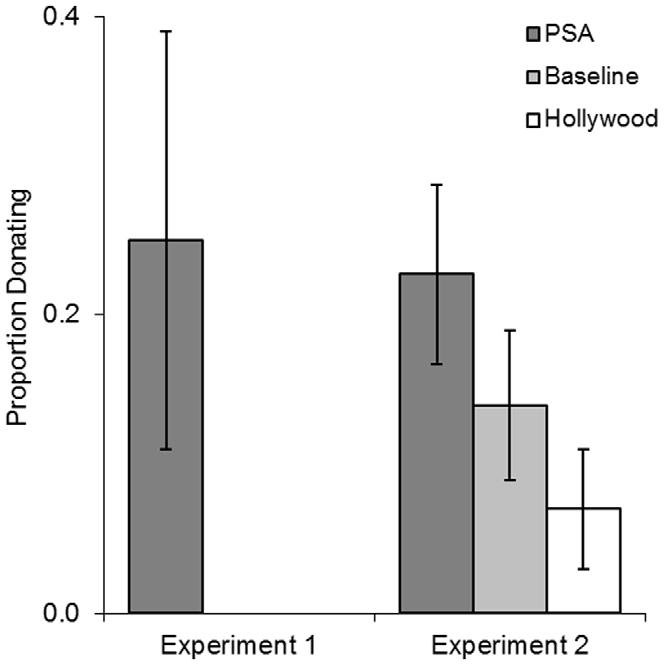 0.4
PSA
Baseline
Hollywood
Proportion Donating
0.2
0.0
Experiment 1
Experiment 2